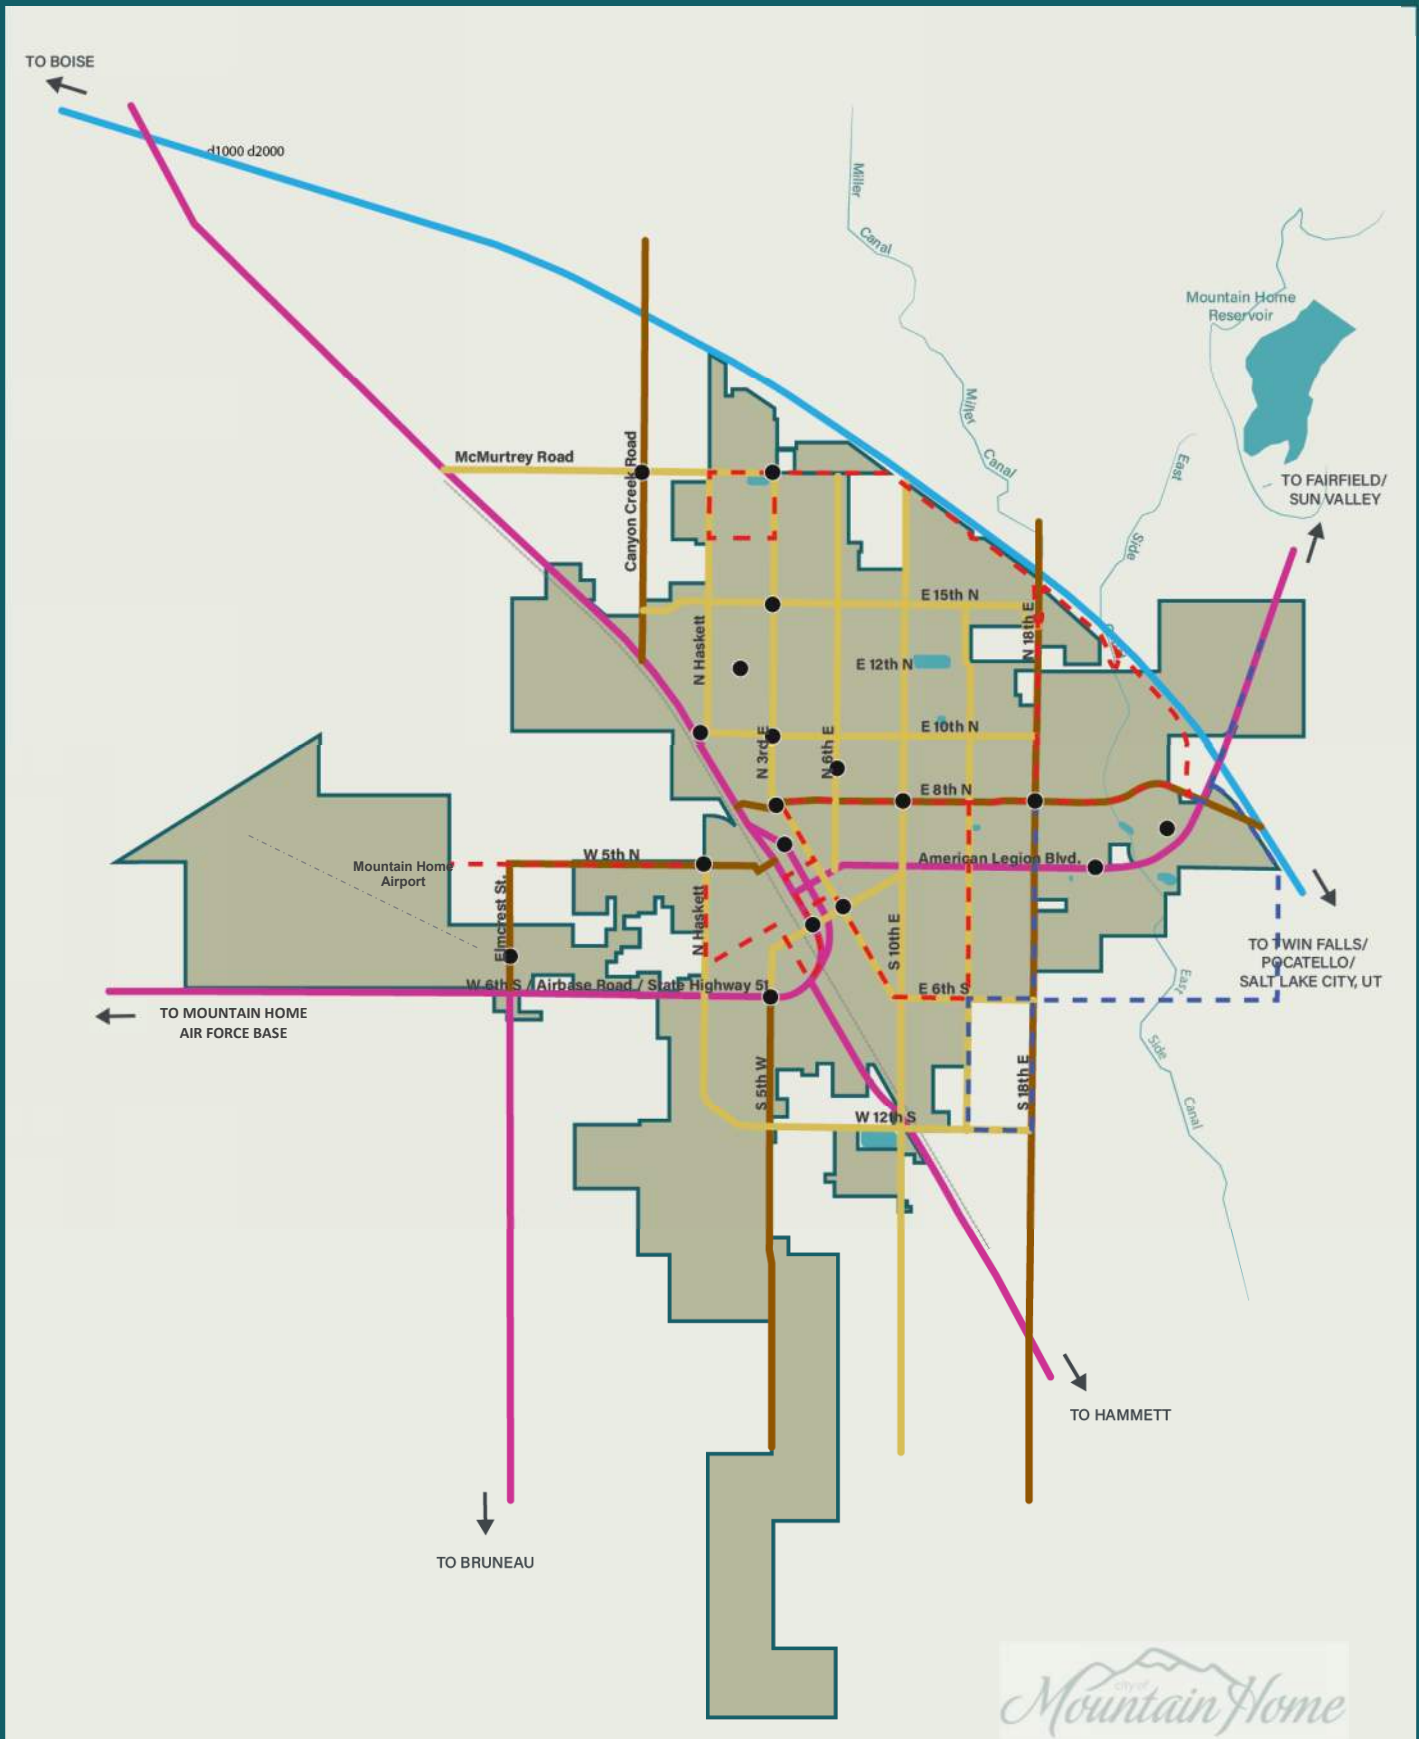 TO BOISE
d1000 d2000
Miller
Canal
Mountain Home
Reservoir
Miller
Canal
McMurtrey Road
Canyon Creek Road
East
TO FAIRFIELD/
SUN VALLEY
Side
E 15th N
N 18th E
N Haskett
E 12th N
E 10th N
N 3rd E
N 6th E
E 8th N
W 5th N
American Legion Blvd.
Mountain Home
Airport
Elmcrest St.
N Haskett
S 10th E
TO TWIN FALLS/
POCATELLO/
SALT LAKE CITY, UT
W 6th S / Airbase Road / State Highway 51
E 6th S
East
TO MOUNTAIN HOME
AIR FORCE BASE
Side
S 5th W
S 18th E
Canal
W 12th S
TO HAMMETT
TO BRUNEAU
city of
Mountain Home